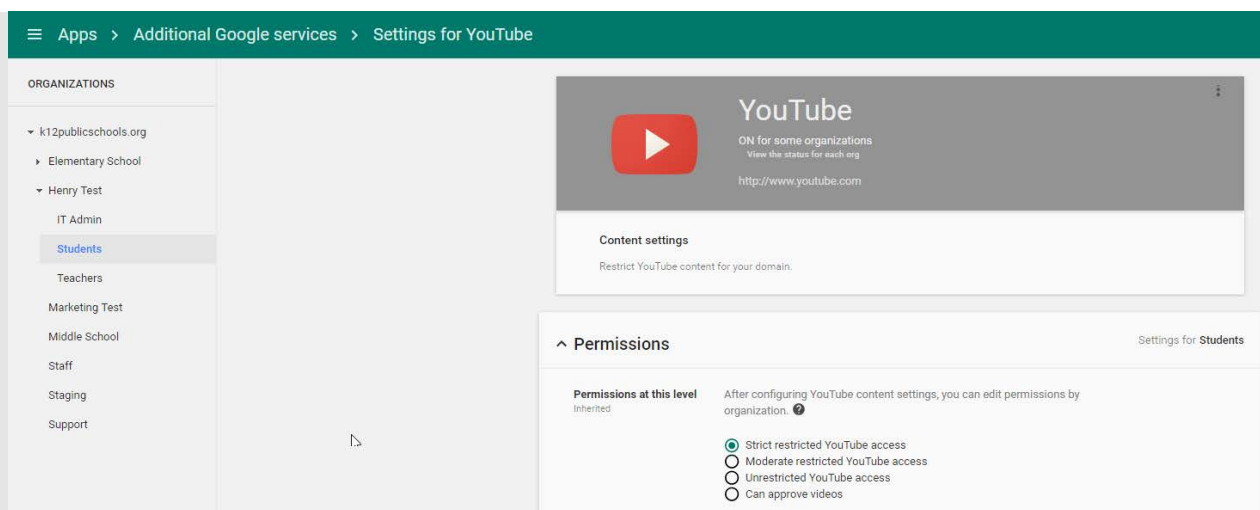 Apps > Additional Google services > Settings for YouTube
ORGANIZATIONS
k12publicschools.org
Elementary School
Henry Test
IT Admin
Students
Teachers
Marketing Test
Middle School
Staff
Staging
Support
YouTube
ON for some organizations
View the status for each org
http://www.youtube.com
Content settings
Restrict YouTube content for your domain.
Permissions
Settings for Students
Permissions at this level
Inherited
After configuring YouTube content settings, you can edit permissions by
organization. ?
Strict restricted YouTube access
Moderate restricted YouTube access
Unrestricted YouTube access
Can approve videos